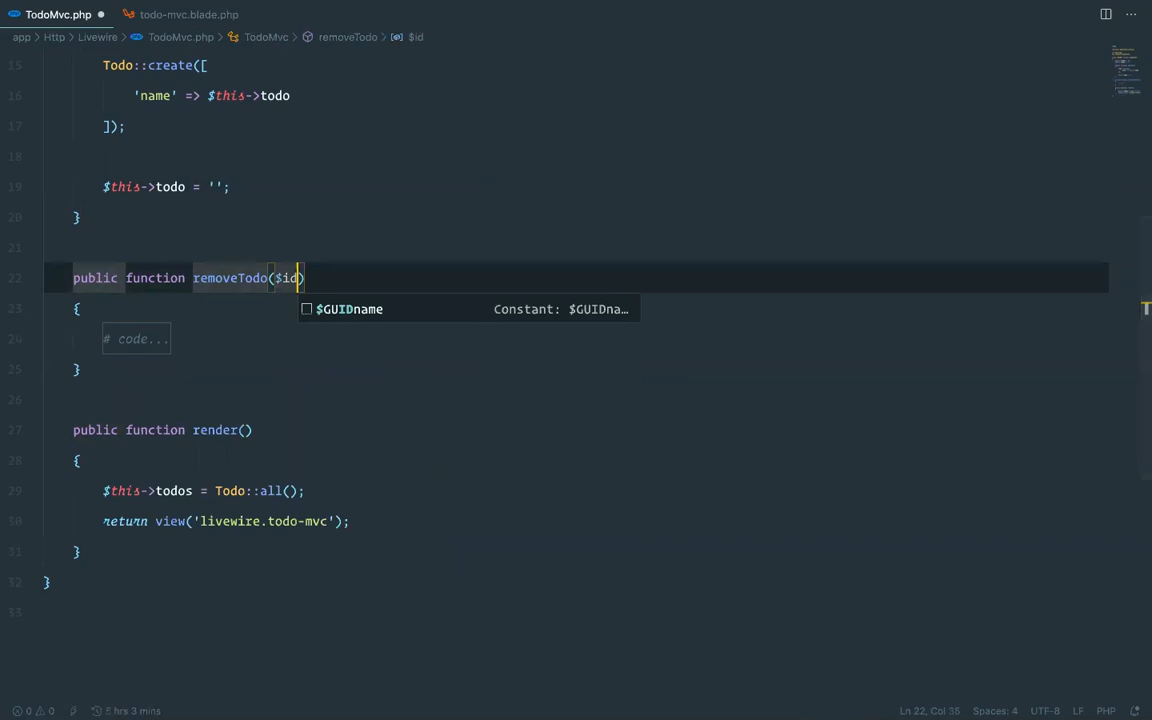 TodoMvc.php
todo-mvc.blade.php
app > Http > Livewire > TodoMvc.php > TodoMvc > removeTodo > $id
15 Todo::create([
16 'name' => $this->todo
17 ]);
18
19 $this->todo = '';
20 }
21
22 public function removeTodo($id)
23 {
$GUIDname Constant: $GUIDna…
24 # code...
25 }
26
27 public function render()
28 {
29 $this->todos = Todo::all();
30 return view('livewire.todo-mvc');
31 }
32 }
33
0 0 5 hrs 3 mins Ln 22, Col 35 Spaces: 4 UTF-8 LF PHP